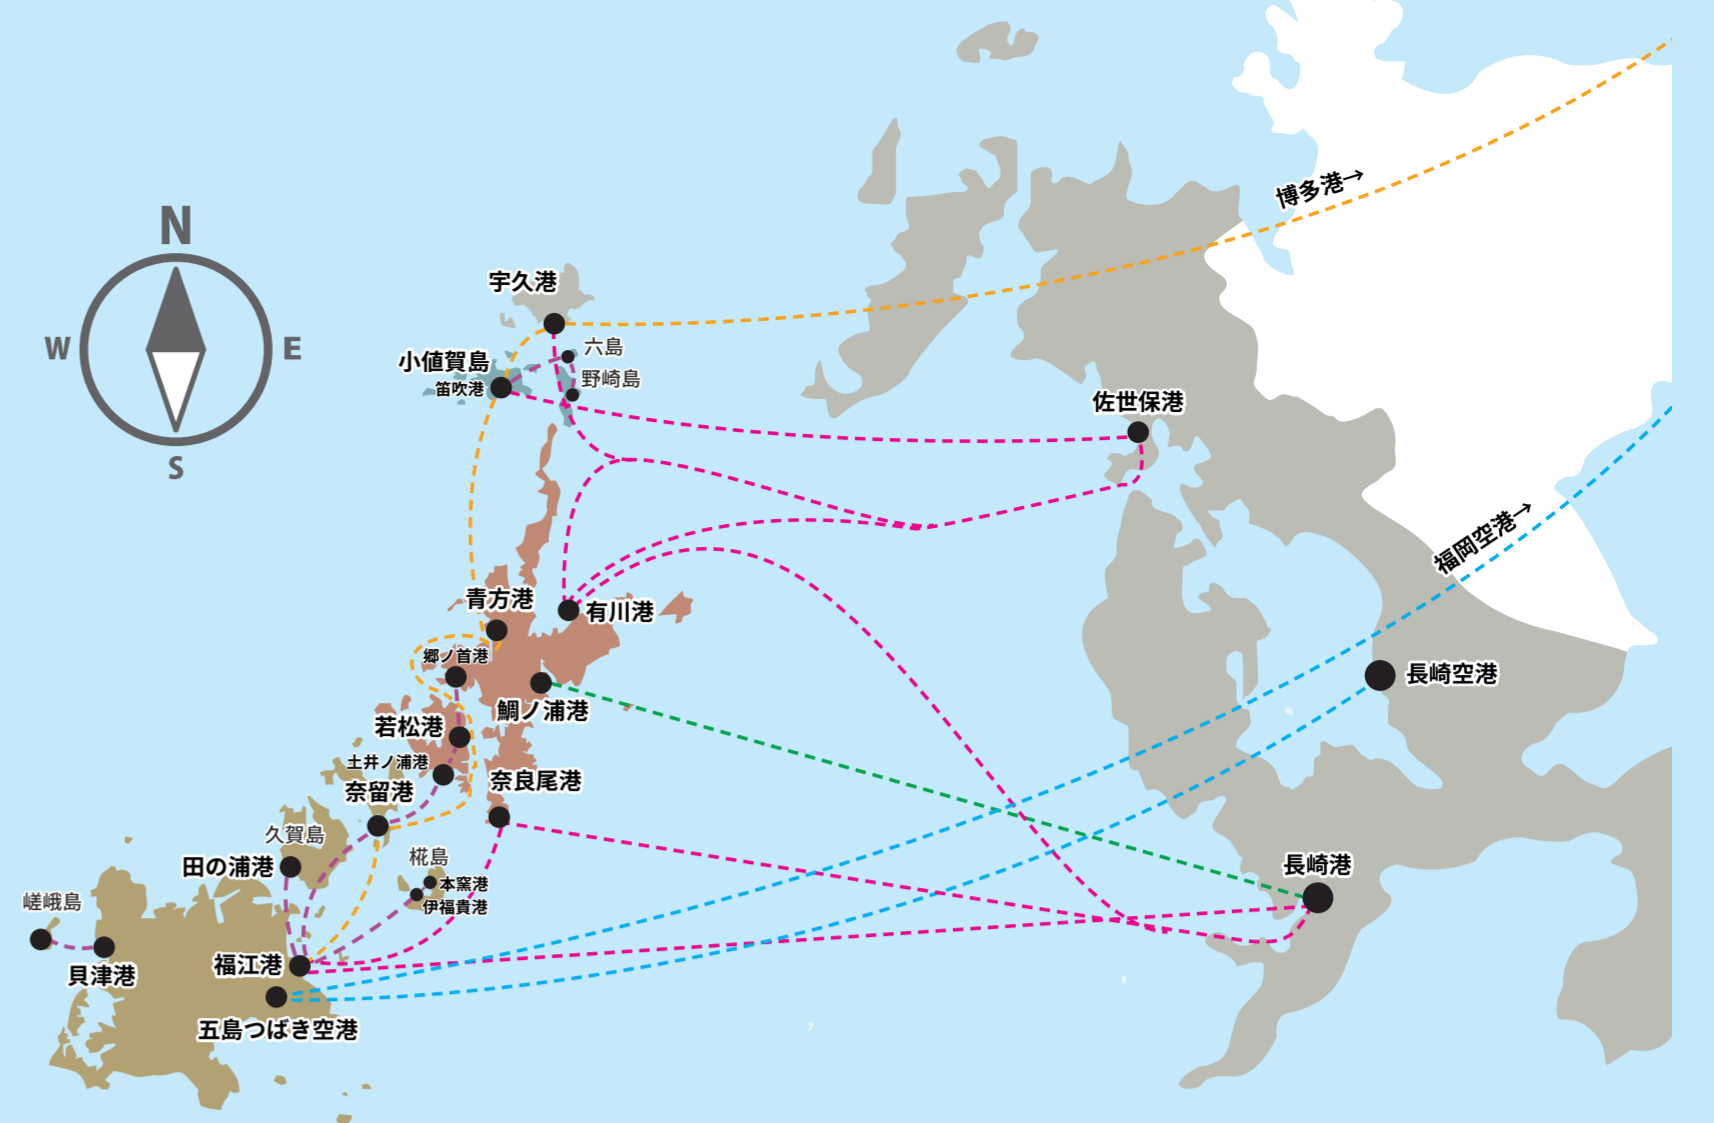 博多港→
N
宇久港
W
E
六島
小値賀島
野崎島
笛吹港
佐世保港
S
福岡空港→
青方港
有川港
郷ノ首港
長崎空港
鯛ノ浦港
若松港
土井ノ浦港
奈良尾港
奈留港
久賀島
椛島
田の浦港
長崎港
本窯港
嵯峨島
伊福貴港
福江港
貝津港
五島つばき空港